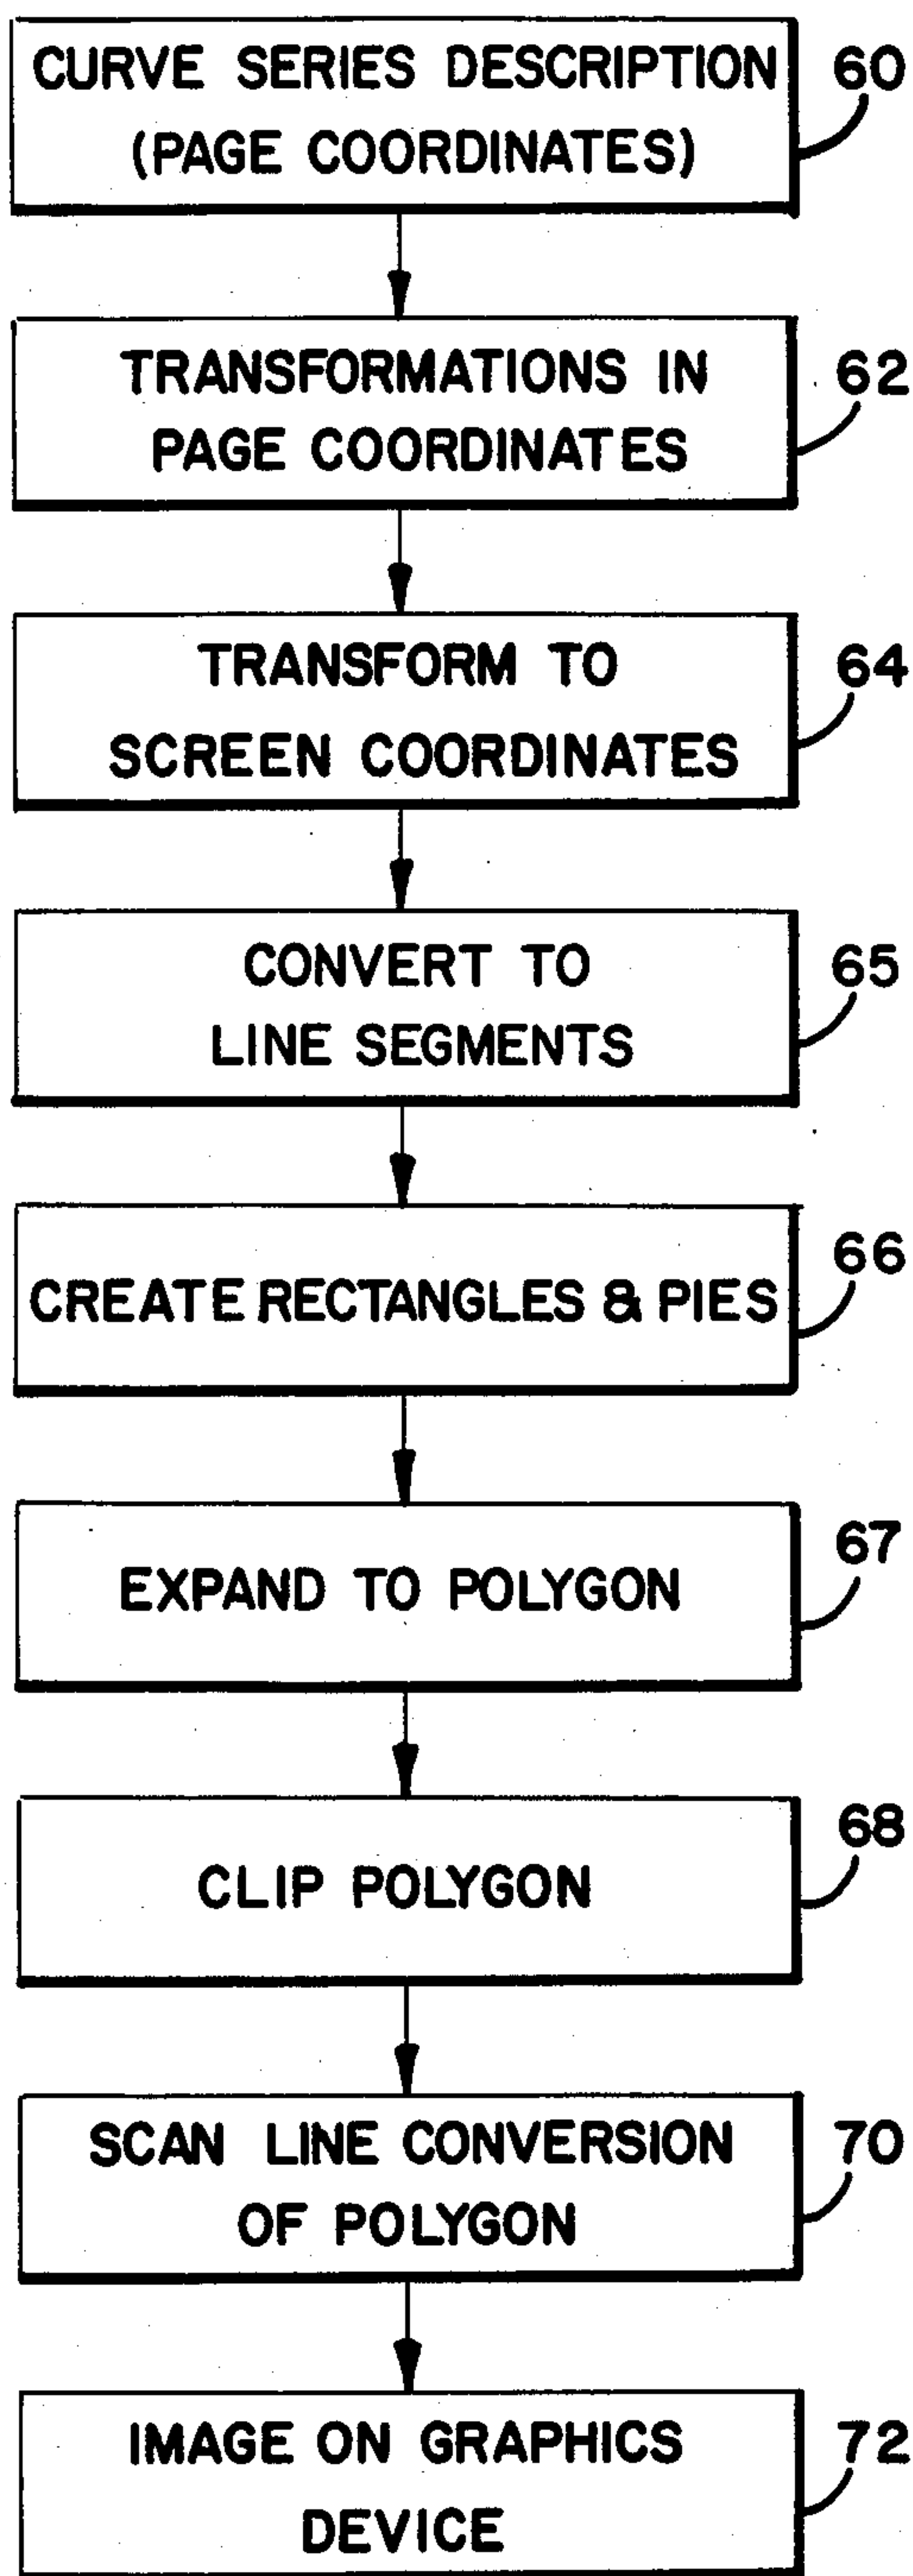 CURVE SERIES DESCRIPTION
(PAGE COORDINATES)
60
TRANSFORMATIONS IN
PAGE COORDINATES
62
TRANSFORM TO
SCREEN COORDINATES
64
CONVERT TO
LINE SEGMENTS
65
CREATE RECTANGLES & PIES
66
EXPAND TO POLYGON
67
CLIP POLYGON
68
SCAN LINE CONVERSION
OF POLYGON
70
IMAGE ON GRAPHICS
DEVICE
72